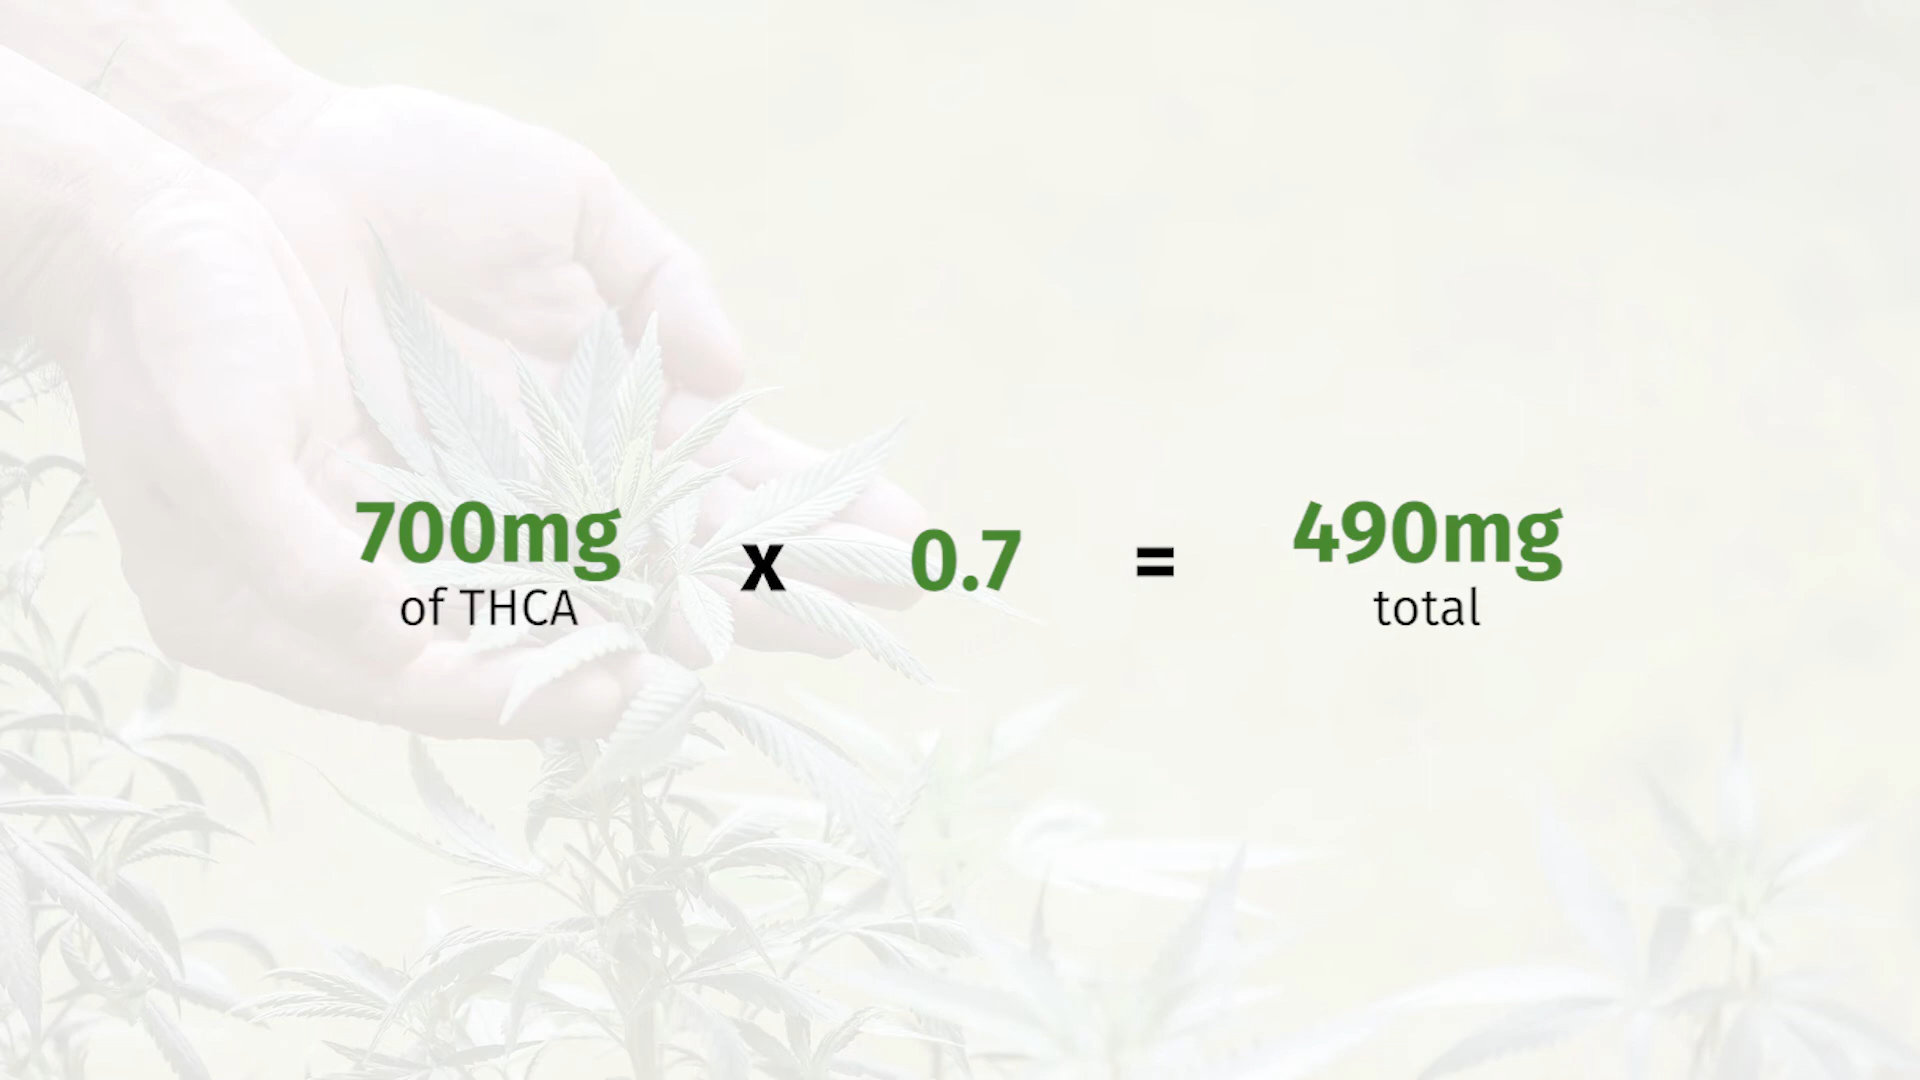 700mg
of THCA
x
0.7
=
490mg
total